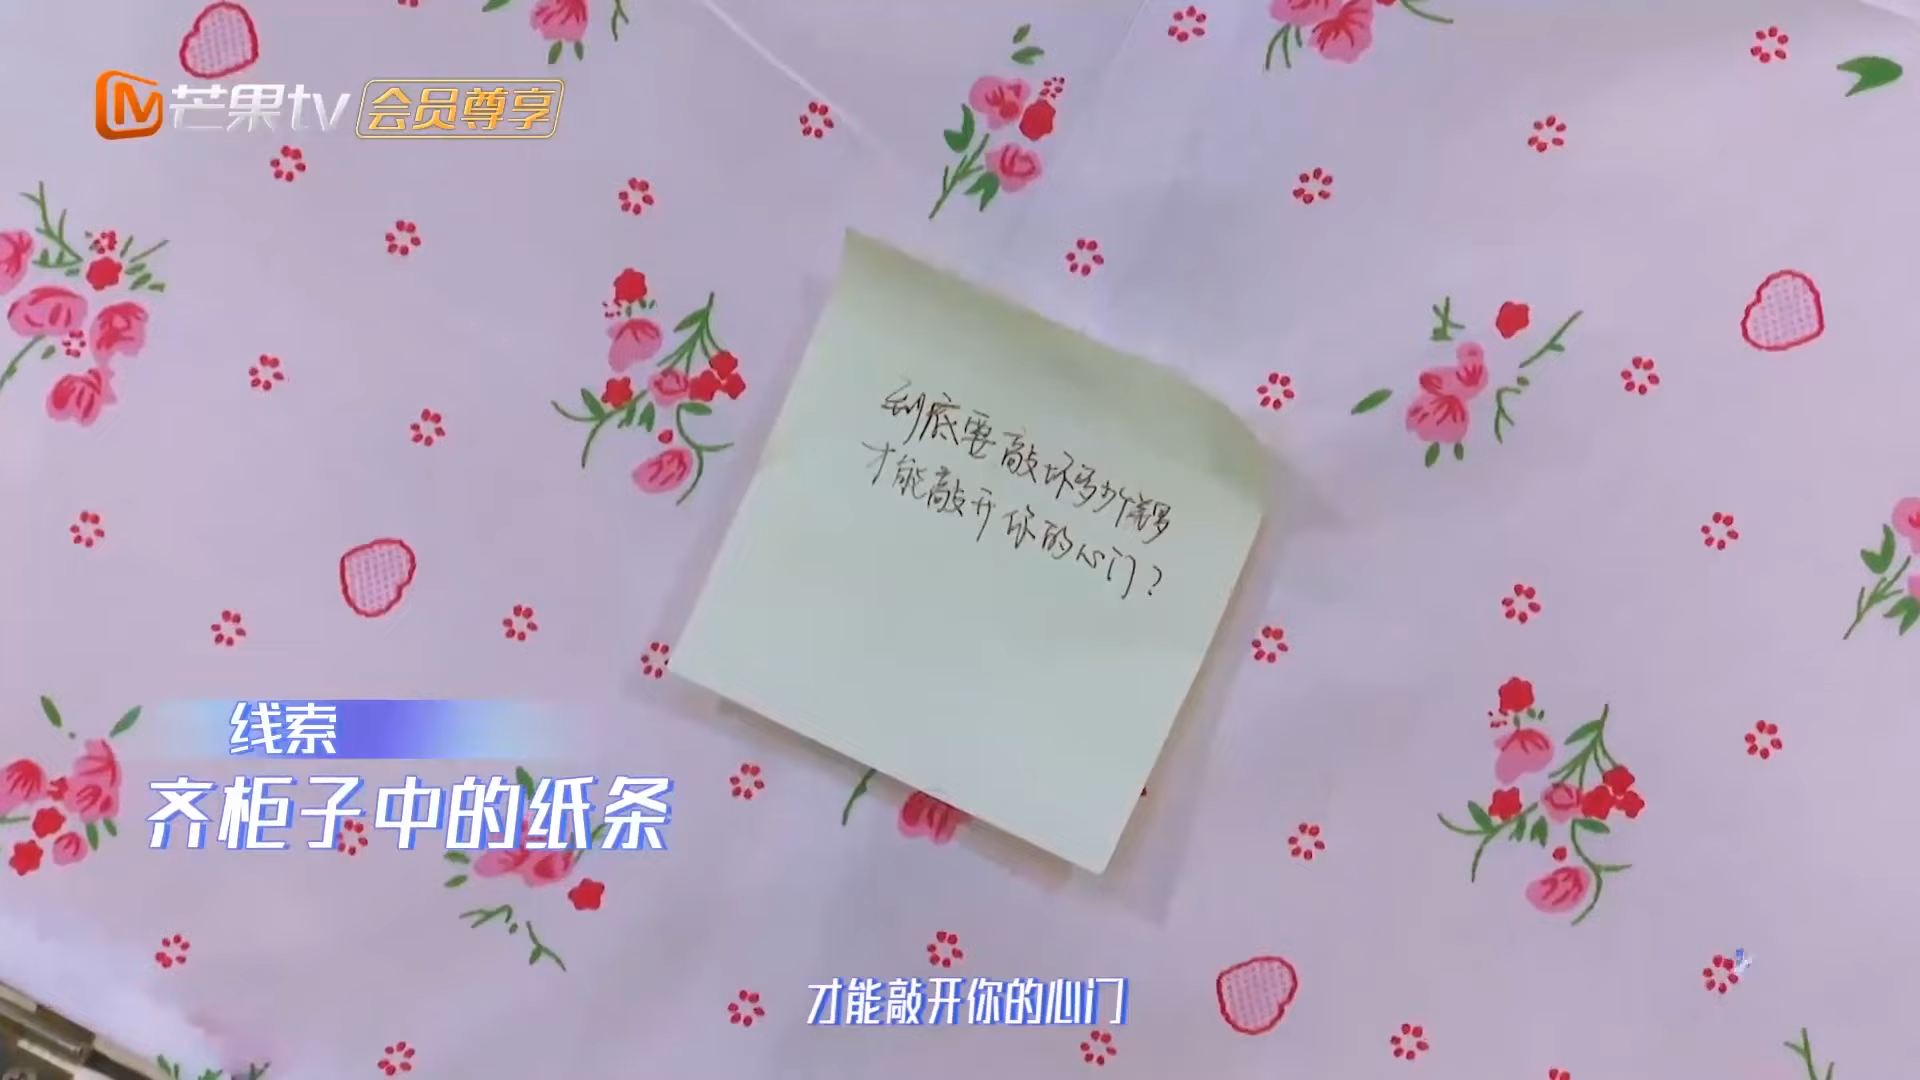 芒果tv 会员尊享
到底要敲坏多少个锣
才能敲开你的心门？
线索
齐柜子中的纸条
才能敲开你的心门